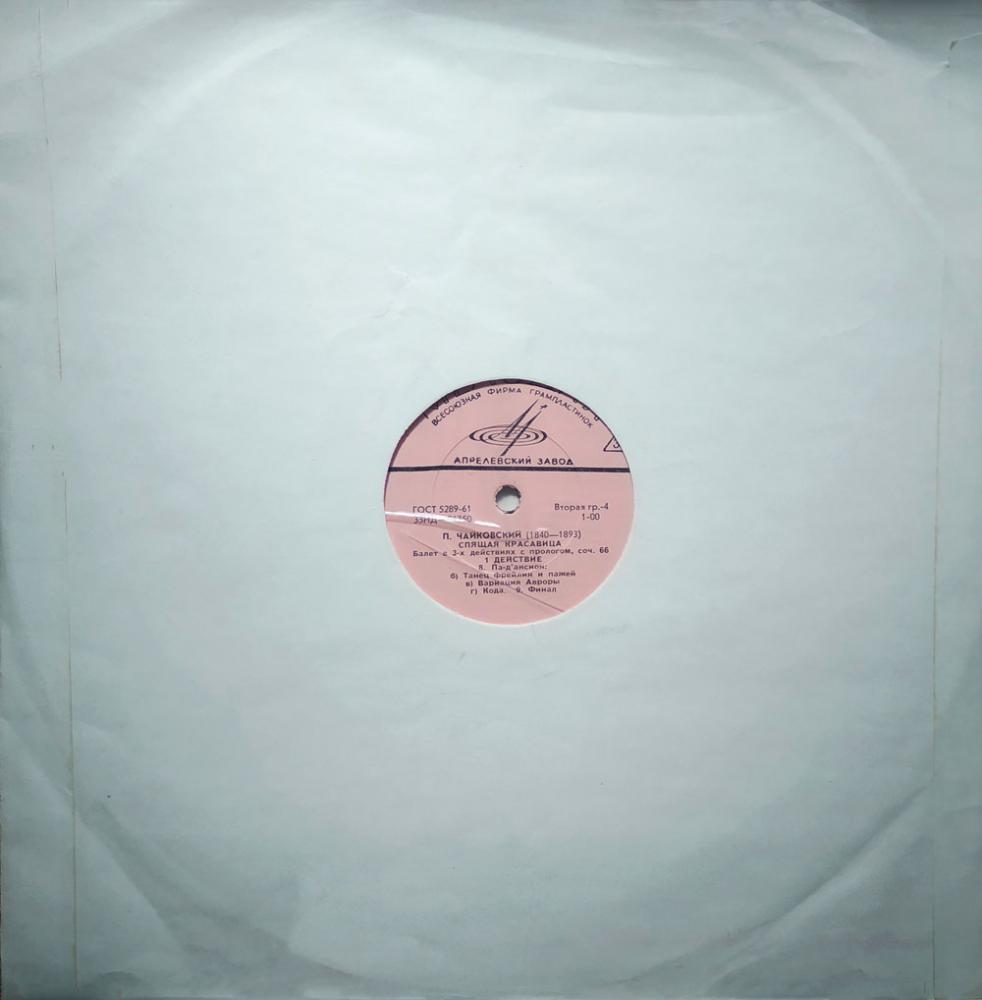 ВСЕСОЮЗНАЯ ФИРМА ГРАМПЛАСТИНОК
АПРЕЛЕВСКИЙ ЗАВОД
ГОСТ 5289-61
Вторая гр.-4
1-00
П. ЧАЙКОВСКИЙ (1840—1893)
СПЯЩАЯ КРАСАВИЦА
Балет в 3-х действиях с прологом, соч. 66
1 ДЕЙСТВИЕ
8. Па-д'аксион:
б) Танец фрейлин и пажей
в) Вариация Авроры
г) Кода. 9. Финал